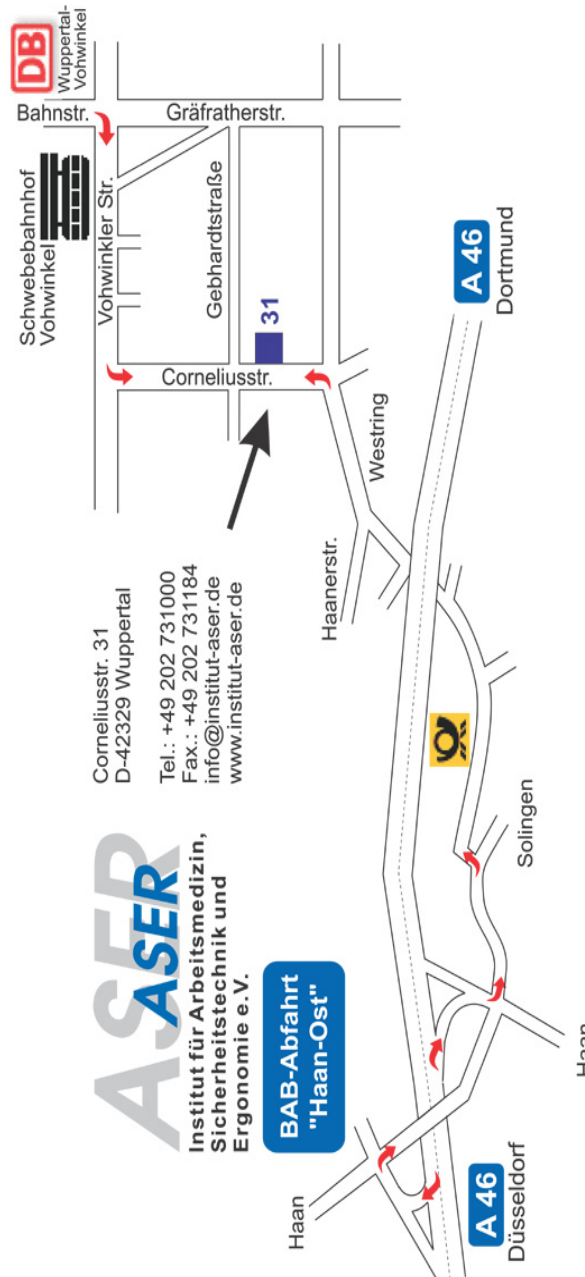 ASER
ASER
Institut für Arbeitsmedizin,
Sicherheitstechnik und
Ergonomie e.V.
Corneliusstr. 31
D-42329 Wuppertal
Tel.: +49 202 731000
Fax.: +49 202 731184
info@institut-aser.de
www.institut-aser.de
Schwebebahnhof
Vohwinkel
Bahnstr.
DB
Wuppertal-
Vohwinkel
Vohwinkler Str.
Gräfratherstr.
Gebhardtstraße
Corneliusstr.
31
BAB-Abfahrt
"Haan-Ost"
Haan
Haanerstr.
Westring
A 46
Dortmund
A 46
Düsseldorf
Haan
Solingen